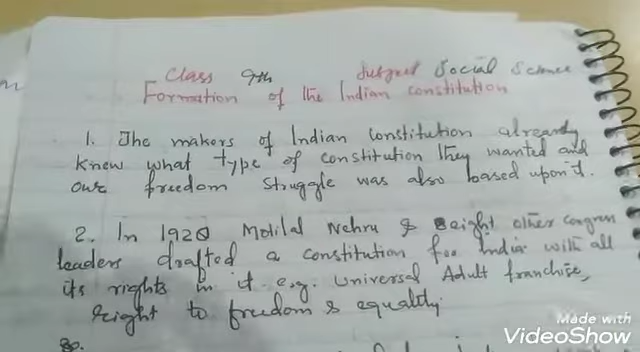 Class 9th Subject Social Science
Formation of the Indian constitution
1. The makers of Indian constitution already
knew what type of constitution they wanted and
our freedom struggle was also based upon it.
2. In 1928 Motilal Nehru & eight other congress
leaders drafted a constitution for India with all
its rights in it e.g. Universal Adult franchise,
Right to freedom & equality.
Made with
VideoShow